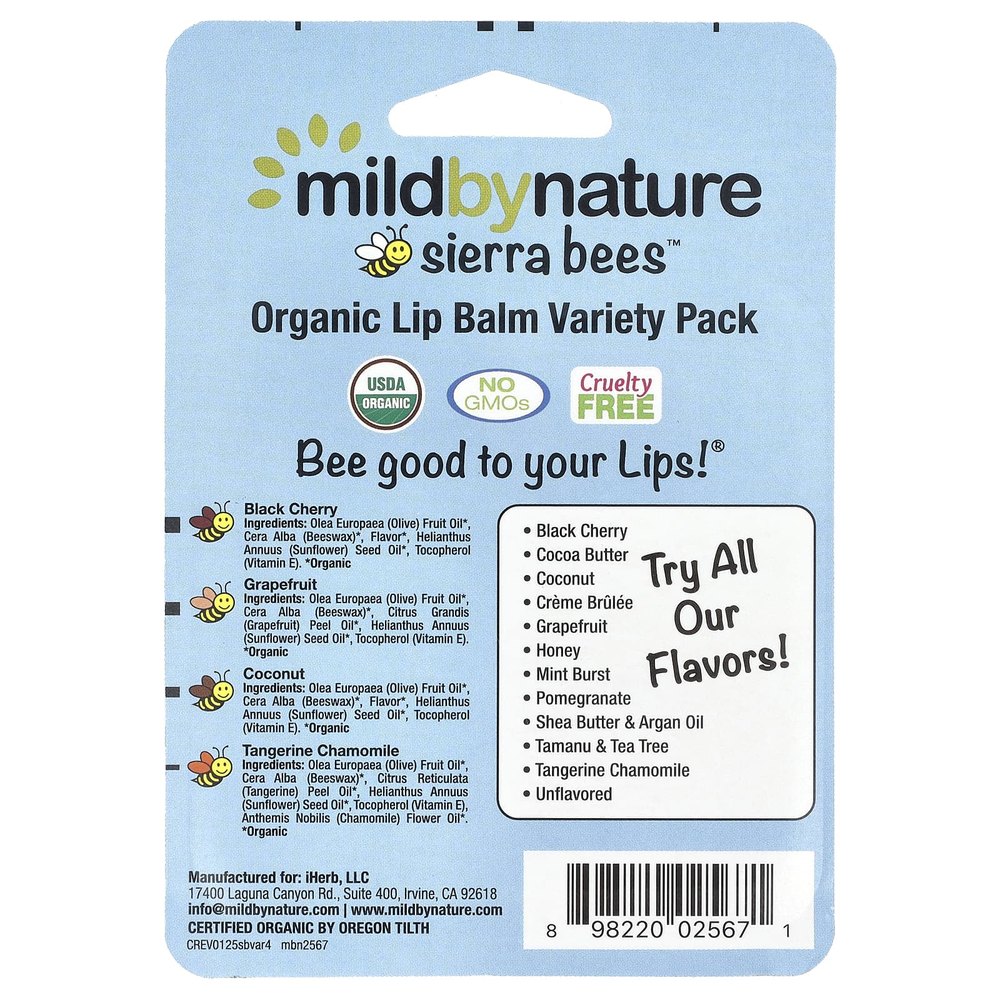 mildbynature
sierra bees™
Organic Lip Balm Variety Pack
USDA
ORGANIC
NO
GMOs
Cruelty
FREE
Bee good to your Lips!®
Black Cherry
Ingredients: Olea Europaea (Olive) Fruit Oil*,
Cera Alba (Beeswax)*, Flavor*, Helianthus
Annuus (Sunflower) Seed Oil*, Tocopherol
(Vitamin E). *Organic
Grapefruit
Ingredients: Olea Europaea (Olive) Fruit Oil*,
Cera Alba (Beeswax)*, Citrus Grandis
(Grapefruit) Peel Oil*, Helianthus Annuus
(Sunflower) Seed Oil*, Tocopherol (Vitamin E).
*Organic
Coconut
Ingredients: Olea Europaea (Olive) Fruit Oil*,
Cera Alba (Beeswax)*, Flavor*, Helianthus
Annuus (Sunflower) Seed Oil*, Tocopherol
(Vitamin E). *Organic
Tangerine Chamomile
Ingredients: Olea Europaea (Olive) Fruit Oil*,
Cera Alba (Beeswax)*, Citrus Reticulata
(Tangerine) Peel Oil*, Helianthus Annuus
(Sunflower) Seed Oil*, Tocopherol (Vitamin E),
Anthemis Nobilis (Chamomile) Flower Oil*.
*Organic
• Black Cherry
• Cocoa Butter
• Coconut
• Crème Brûlée
• Grapefruit
• Honey
• Mint Burst
• Pomegranate
• Shea Butter & Argan Oil
• Tamanu & Tea Tree
• Tangerine Chamomile
• Unflavored
Try All
Our
Flavors!
Manufactured for: iHerb, LLC
17400 Laguna Canyon Rd., Suite 400, Irvine, CA 92618
info@mildbynature.com | www.mildbynature.com
CERTIFIED ORGANIC BY OREGON TILTH
CREV0125sbvar4 mbn2567
8 98220 02567 1